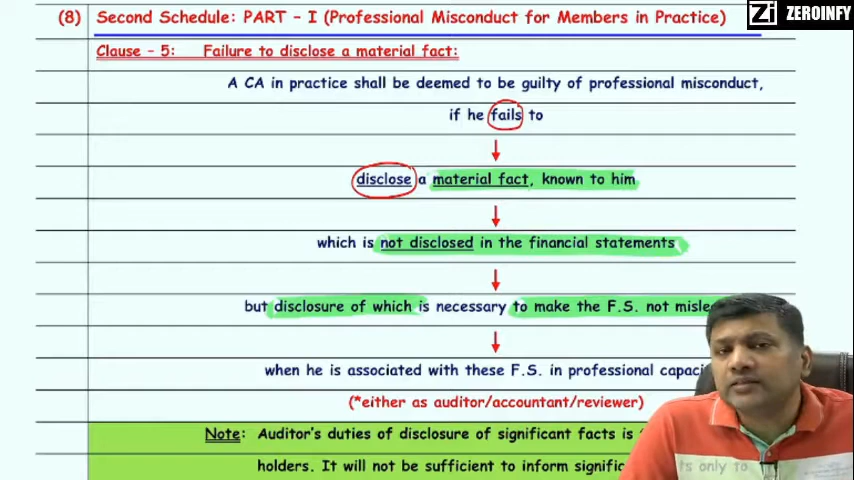 Zi ZEROINFY
(8) Second Schedule: PART - I (Professional Misconduct for Members in Practice)
Clause - 5: Failure to disclose a material fact:
A CA in practice shall be deemed to be guilty of professional misconduct,
if he fails to
disclose a material fact, known to him
which is not disclosed in the financial statements
but disclosure of which is necessary to make the F.S. not
when he is associated with these F.S. in professional
(*either as auditor/accountant/reviewer)
Note: Auditor's duties of disclosure of significant facts is
holders. It will not be sufficient to inform only to